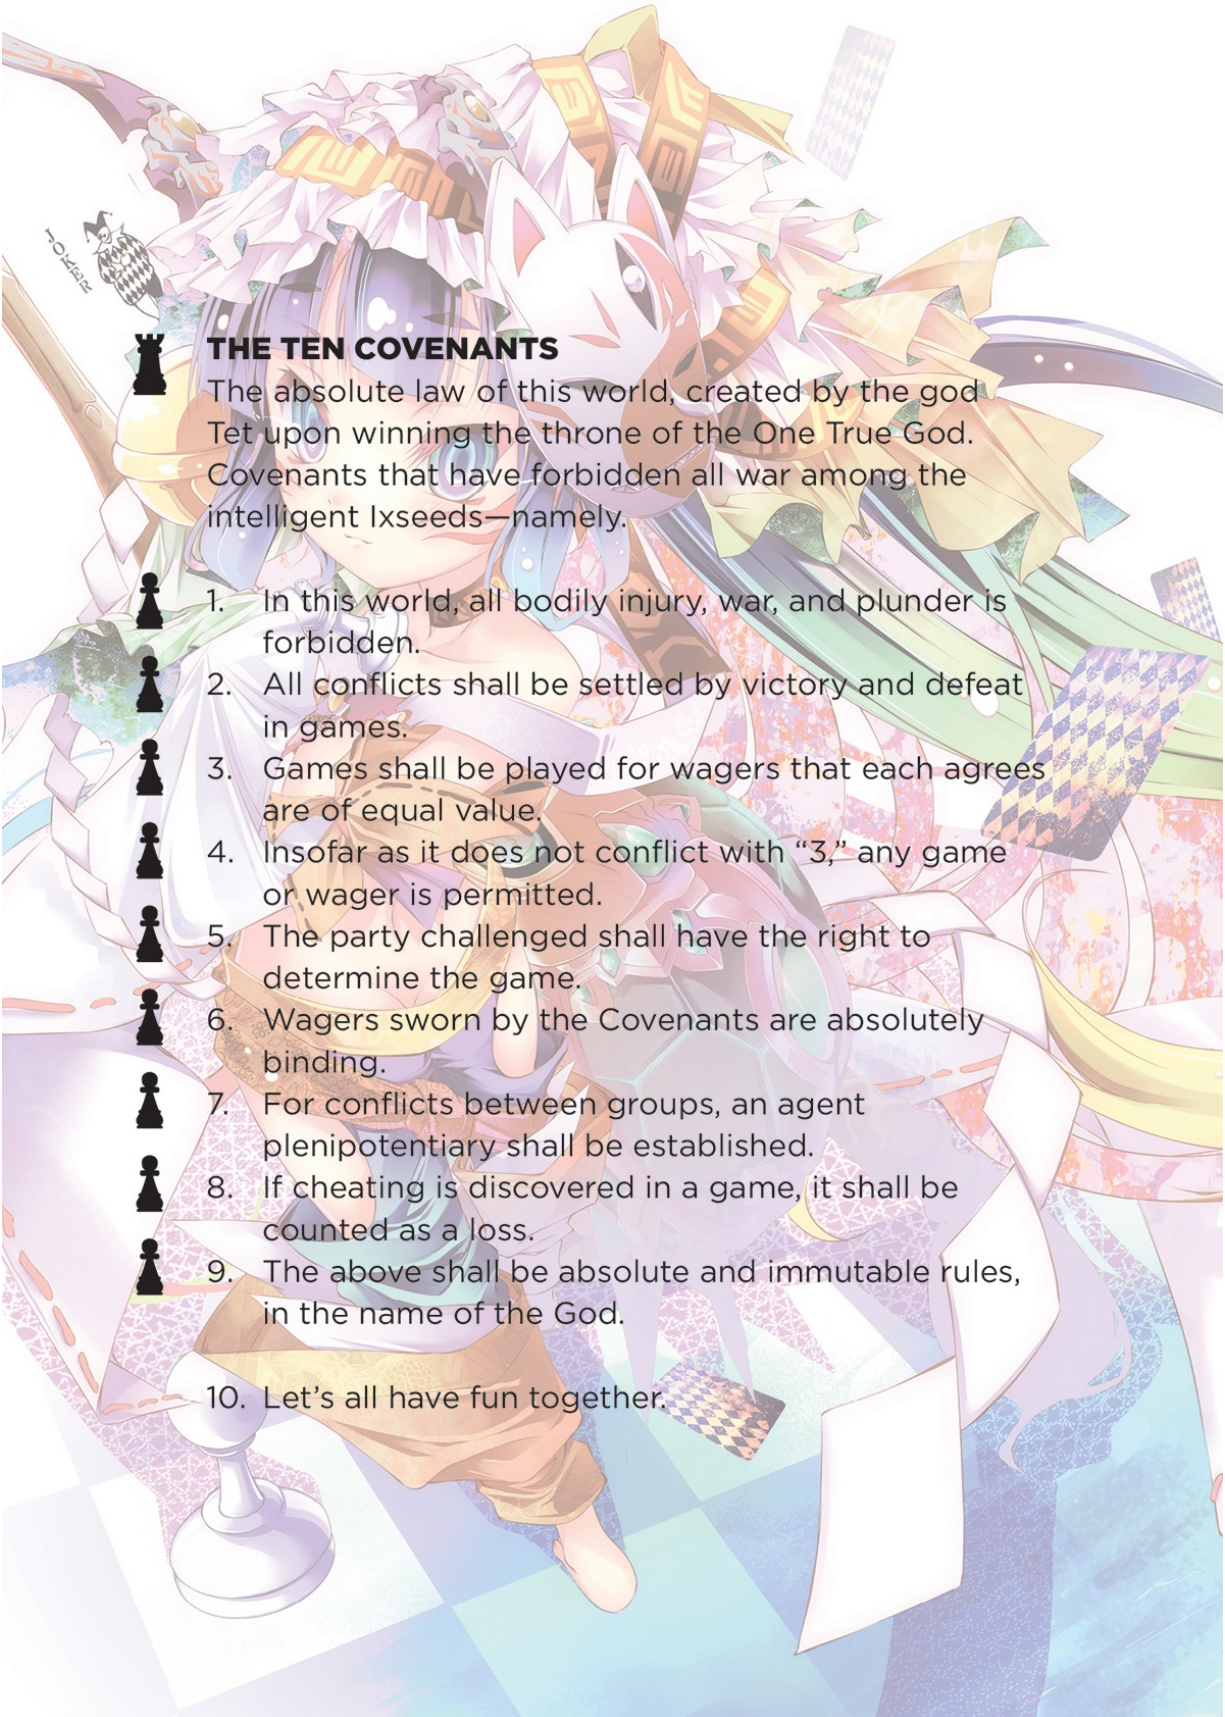 JOKER
THE TEN COVENANTS
The absolute law of this world, created by the god
Tet upon winning the throne of the One True God.
Covenants that have forbidden all war among the
intelligent Ixseeds—namely.
1. In this world, all bodily injury, war, and plunder is
forbidden.
2. All conflicts shall be settled by victory and defeat
in games.
3. Games shall be played for wagers that each agrees
are of equal value.
4. Insofar as it does not conflict with “3,” any game
or wager is permitted.
5. The party challenged shall have the right to
determine the game.
6. Wagers sworn by the Covenants are absolutely
binding.
7. For conflicts between groups, an agent
plenipotentiary shall be established.
8. If cheating is discovered in a game, it shall be
counted as a loss.
9. The above shall be absolute and immutable rules,
in the name of the God.
10. Let’s all have fun together.